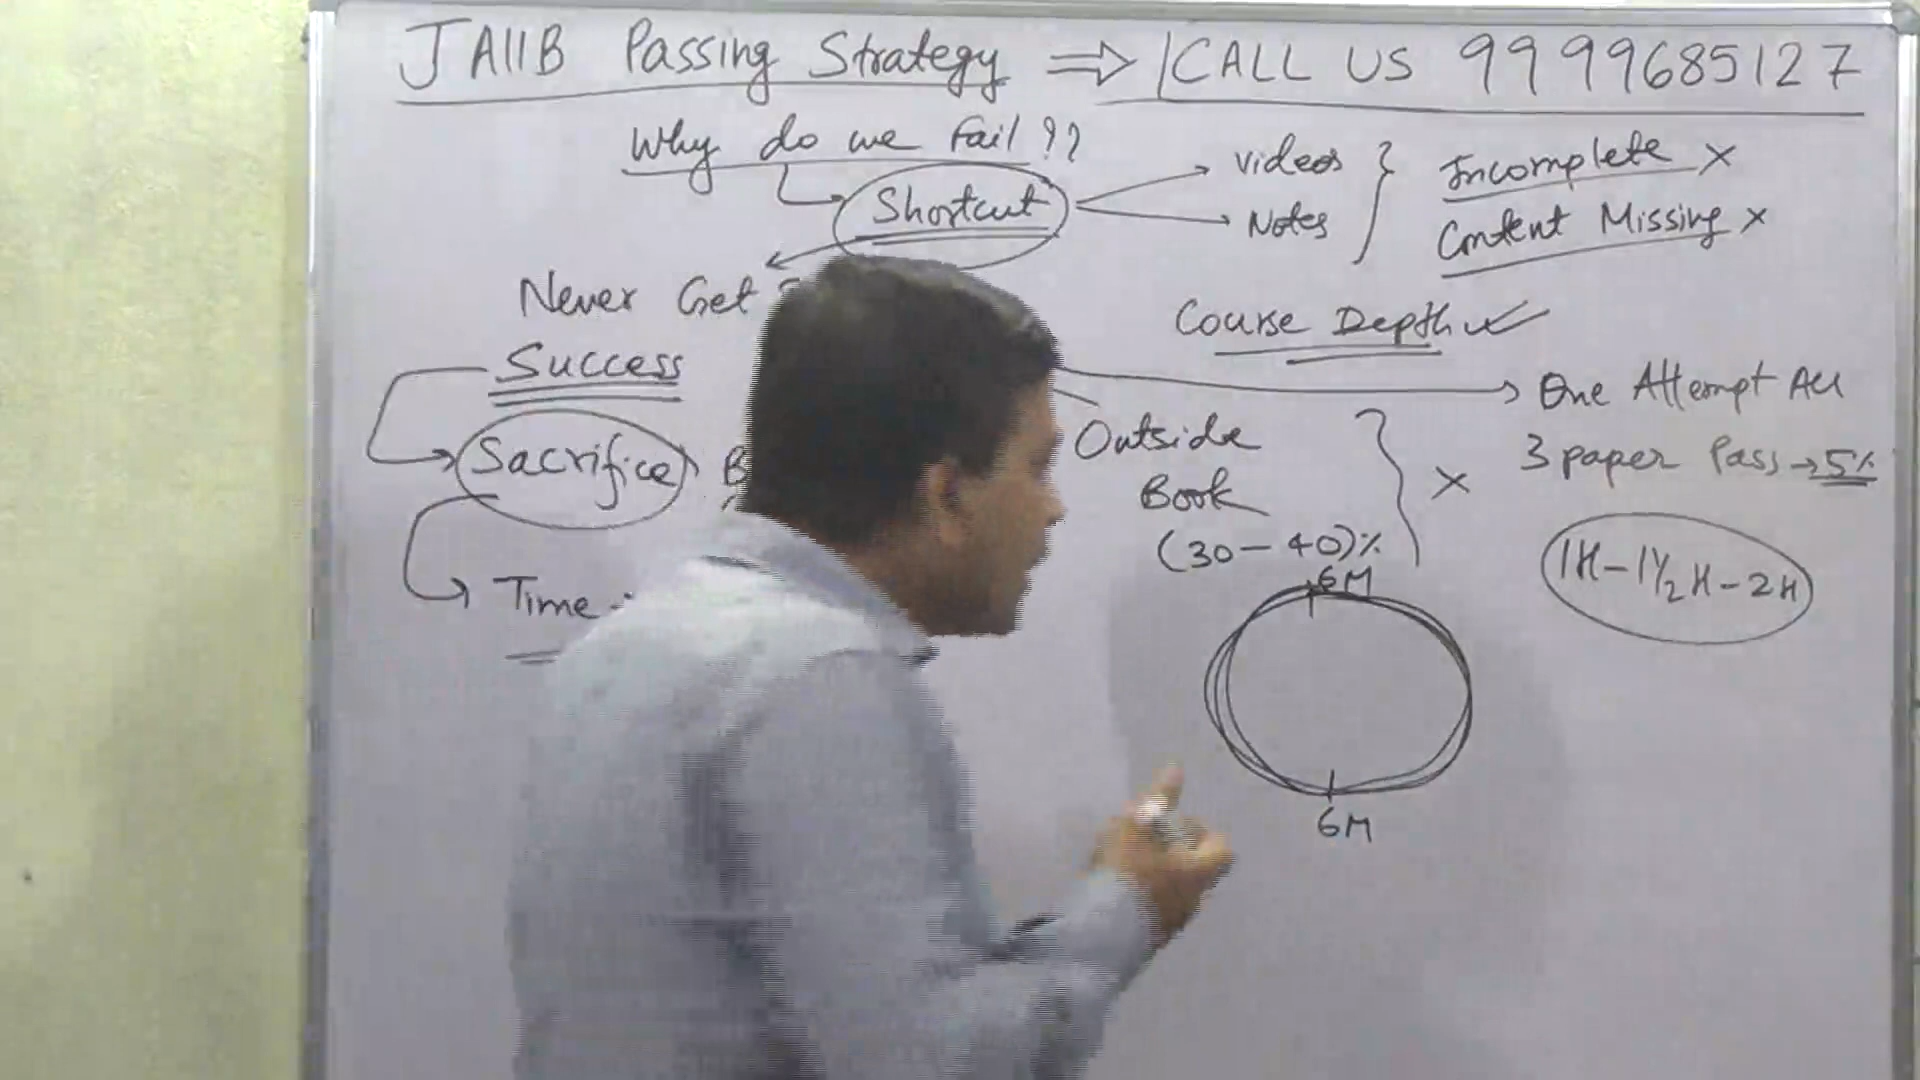 JAIIB Passing Strategy ⇒ CALL US 9999685127
Why do we Fail ??
Shortcut
Videos
Notes
Incomplete ×
Content Missing ×
Never Get
Success
Sacrifice
Time
Course Depth ✓
Outside
Book
(30-40)%
×
One Attempt All
3 paper Pass → 5%
1H-1½H-2H
6M
6M